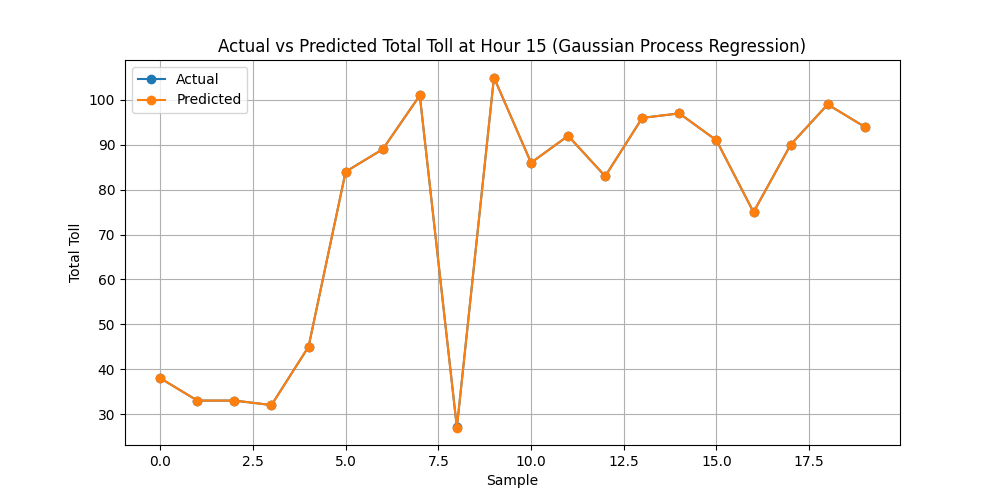 Actual vs Predicted Total Toll at Hour 15 (Gaussian Process Regression)
Actual
Predicted
Total Toll
100
90
80
70
60
50
40
30
0.0 2.5 5.0 7.5 10.0 12.5 15.0 17.5
Sample